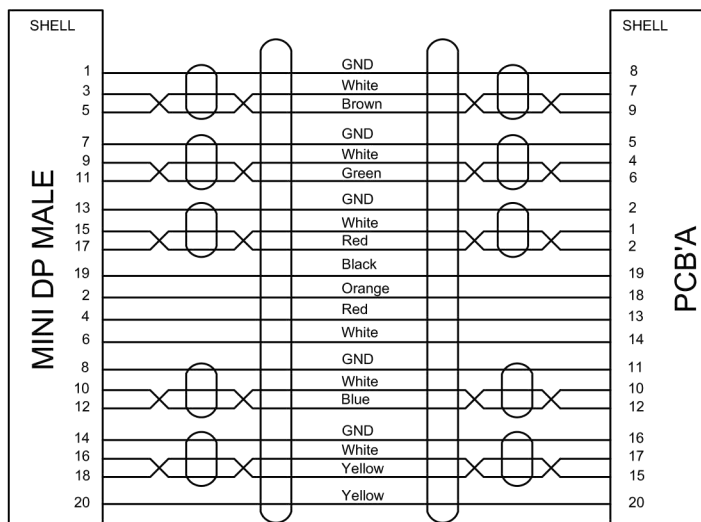 SHELL SHELL
1 GND 8
3 White 7
5 Brown 9
7 GND 5
9 White 4
11 Green 6
13 GND 2
15 White 1
17 Red 2
19 Black 19
2 Orange 18
4 Red 13
6 White 14
8 GND 11
10 White 10
12 Blue 12
14 GND 16
16 White 17
18 Yellow 15
20 Yellow 20
MINI DP MALE
PCB'A